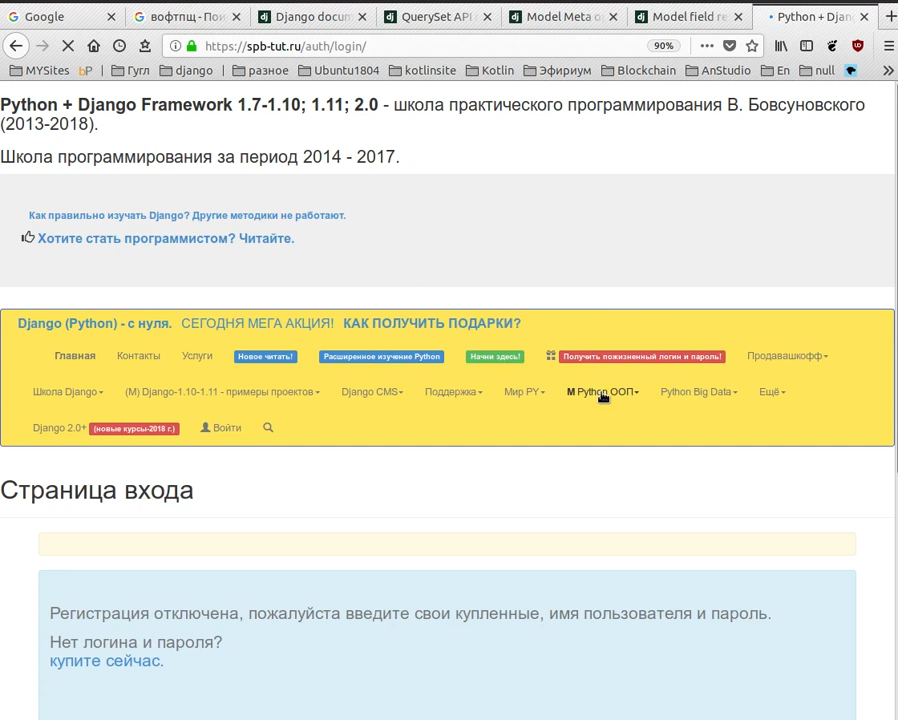 Google
вофтпщ - Пои
Django docum
QuerySet API
Model Meta o
Model field re
Python + Djan
https://spb-tut.ru/auth/login/
90%
MYSites
Гугл
django
разное
Ubuntu1804
kotlinsite
Kotlin
Эфириум
Blockchain
AnStudio
En
null
Python + Django Framework 1.7-1.10; 1.11; 2.0 - школа практического программирования В. Бовсуновского
(2013-2018).
Школа программирования за период 2014 - 2017.
Как правильно изучать Django? Другие методики не работают.
Хотите стать программистом? Читайте.
Django (Python) - с нуля. СЕГОДНЯ МЕГА АКЦИЯ! КАК ПОЛУЧИТЬ ПОДАРКИ?
Главная Контакты Услуги Новое читать! Расширенное изучение Python Начни здесь! Получить пожизненный логин и пароль! Продавашкофф
Школа Django (М) Django-1.10-1.11 - примеры проектов Django CMS Поддержка Мир PY М Python ООП Python Big Data Ещё
Django 2.0+ (новые курсы-2018 г.) Войти
Страница входа
Регистрация отключена, пожалуйста введите свои купленные, имя пользователя и пароль.
Нет логина и пароля?
купите сейчас.